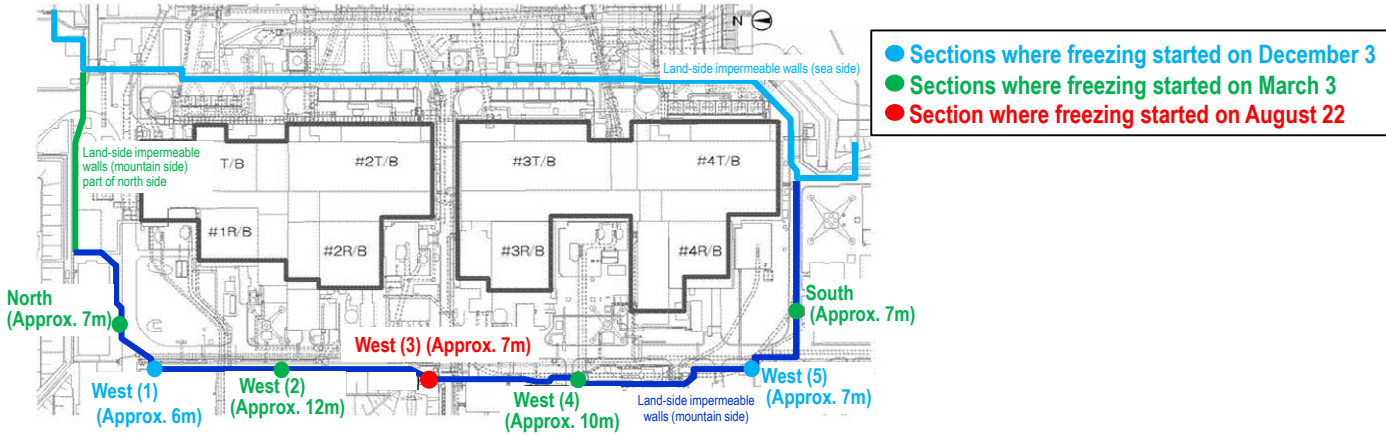 N
Sections where freezing started on December 3
Sections where freezing started on March 3
Section where freezing started on August 22
Land-side impermeable walls (sea side)
Land-side impermeable
walls (mountain side)
part of north side
T/B
#2T/B
#3T/B
#4T/B
#1R/B
#2R/B
#3R/B
#4R/B
North
(Approx. 7m)
South
(Approx. 7m)
West (3) (Approx. 7m)
West (1)
(Approx. 6m)
West (2)
(Approx. 12m)
West (4)
(Approx. 10m)
Land-side impermeable
walls (mountain side)
West (5)
(Approx. 7m)